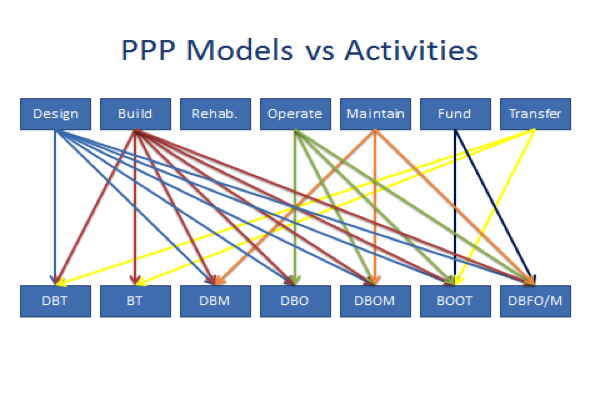 PPP Models vs Activities
Design Build Rehab. Operate Maintain Fund Transfer
DBT BT DBM DBO DBOM BOOT DBFO/M